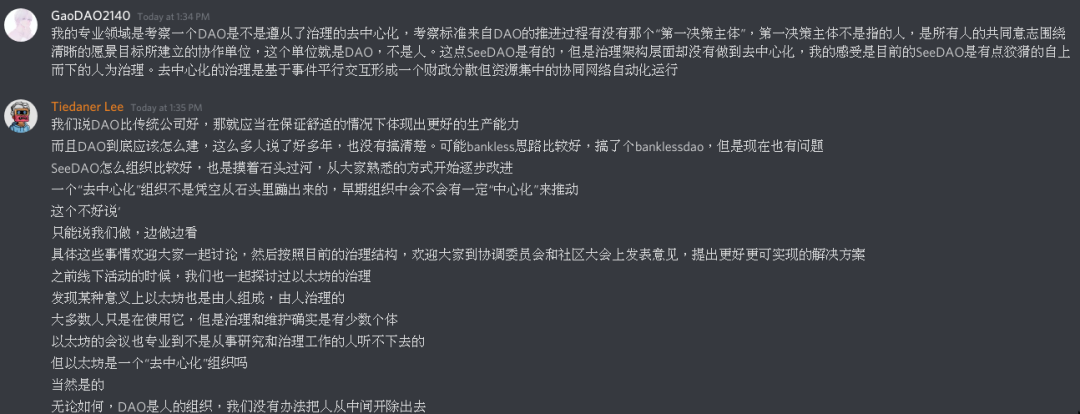 GaoDAO2140 Today at 1:34 PM
我的专业领域是考察一个DAO是不是遵从了治理的去中心化，考察标准来自DAO的推进过程有没有那个“第一决策主体”，第一决策主体不是指的人，是所有人的共同意志围绕
清晰的愿景目标所建立的协作单位，这个单位就是DAO，不是人。这点SeeDAO是有的，但是治理架构层面却没有做到去中心化，我的感受是目前的SeeDAO是有点狡猾的自上
而下的人为治理。去中心化的治理是基于事件平行交互形成一个财政分散但资源集中的协同网络自动化运行
Tiedaner Lee Today at 1:35 PM
我们说DAO比传统公司好，那就应当在保证舒适的情况下体现出更好的生产能力
而且DAO到底应该怎么建，这么多人说了好多年，也没有搞清楚。可能bankless思路比较好，搞了个banklessdao，但是现在也有问题
SeeDAO怎么组织比较好，也是摸着石头过河，从大家熟悉的方式开始逐步改进
一个“去中心化”组织不是凭空从石头里蹦出来的，早期组织中会不会有一定“中心化”来推动
这个不好说‘
只能说我们做，边做边看
具体这些事情欢迎大家一起讨论，然后按照目前的治理结构，欢迎大家到协调委员会和社区大会上发表意见，提出更好更可实现的解决方案
之前线下活动的时候，我们也一起探讨过以太坊的治理
发现某种意义上以太坊也是由人组成，由人治理的
大多数人只是在使用它，但是治理和维护确实是有少数个体
以太坊的会议也专业到不是从事研究和治理工作的人听不下去的
但以太坊是一个“去中心化”组织吗
当然是的
无论如何，DAO是人的组织，我们没有办法把人从中间开除出去